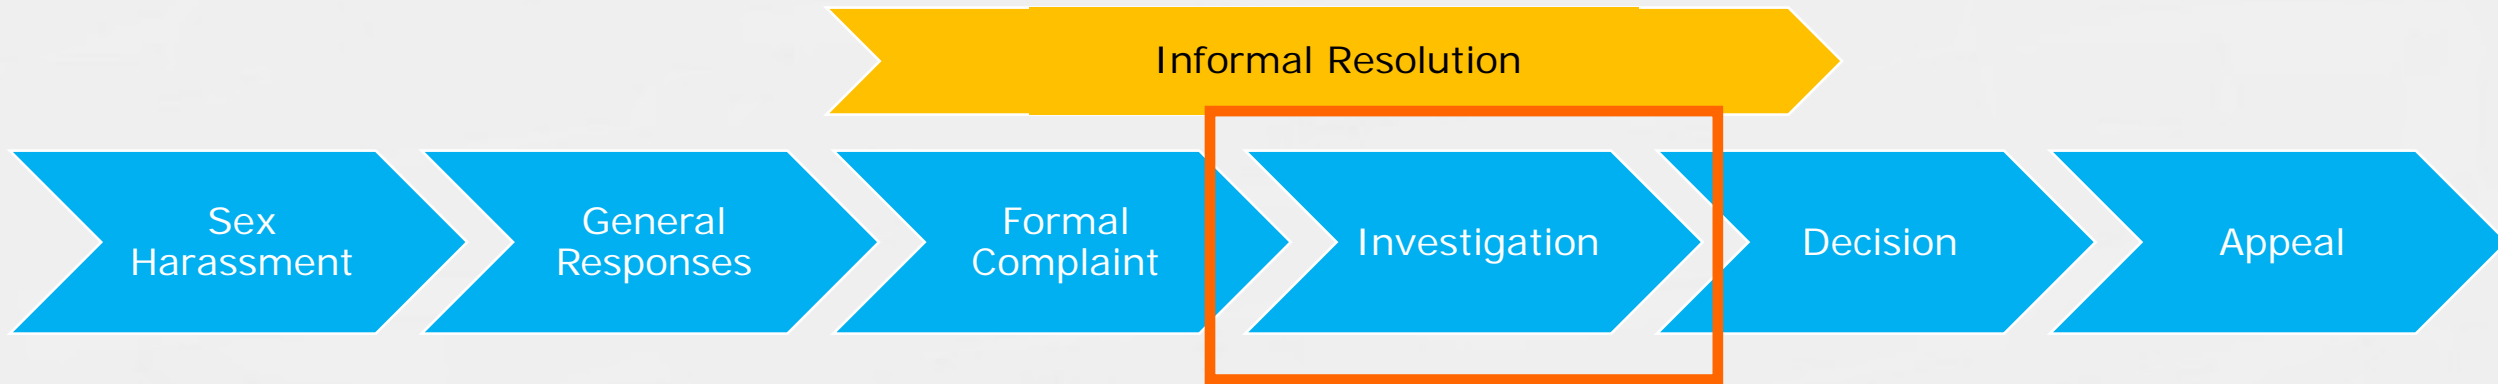 Informal Resolution
Sex
Harassment
General
Responses
Formal
Complaint
Investigation
Decision
Appeal